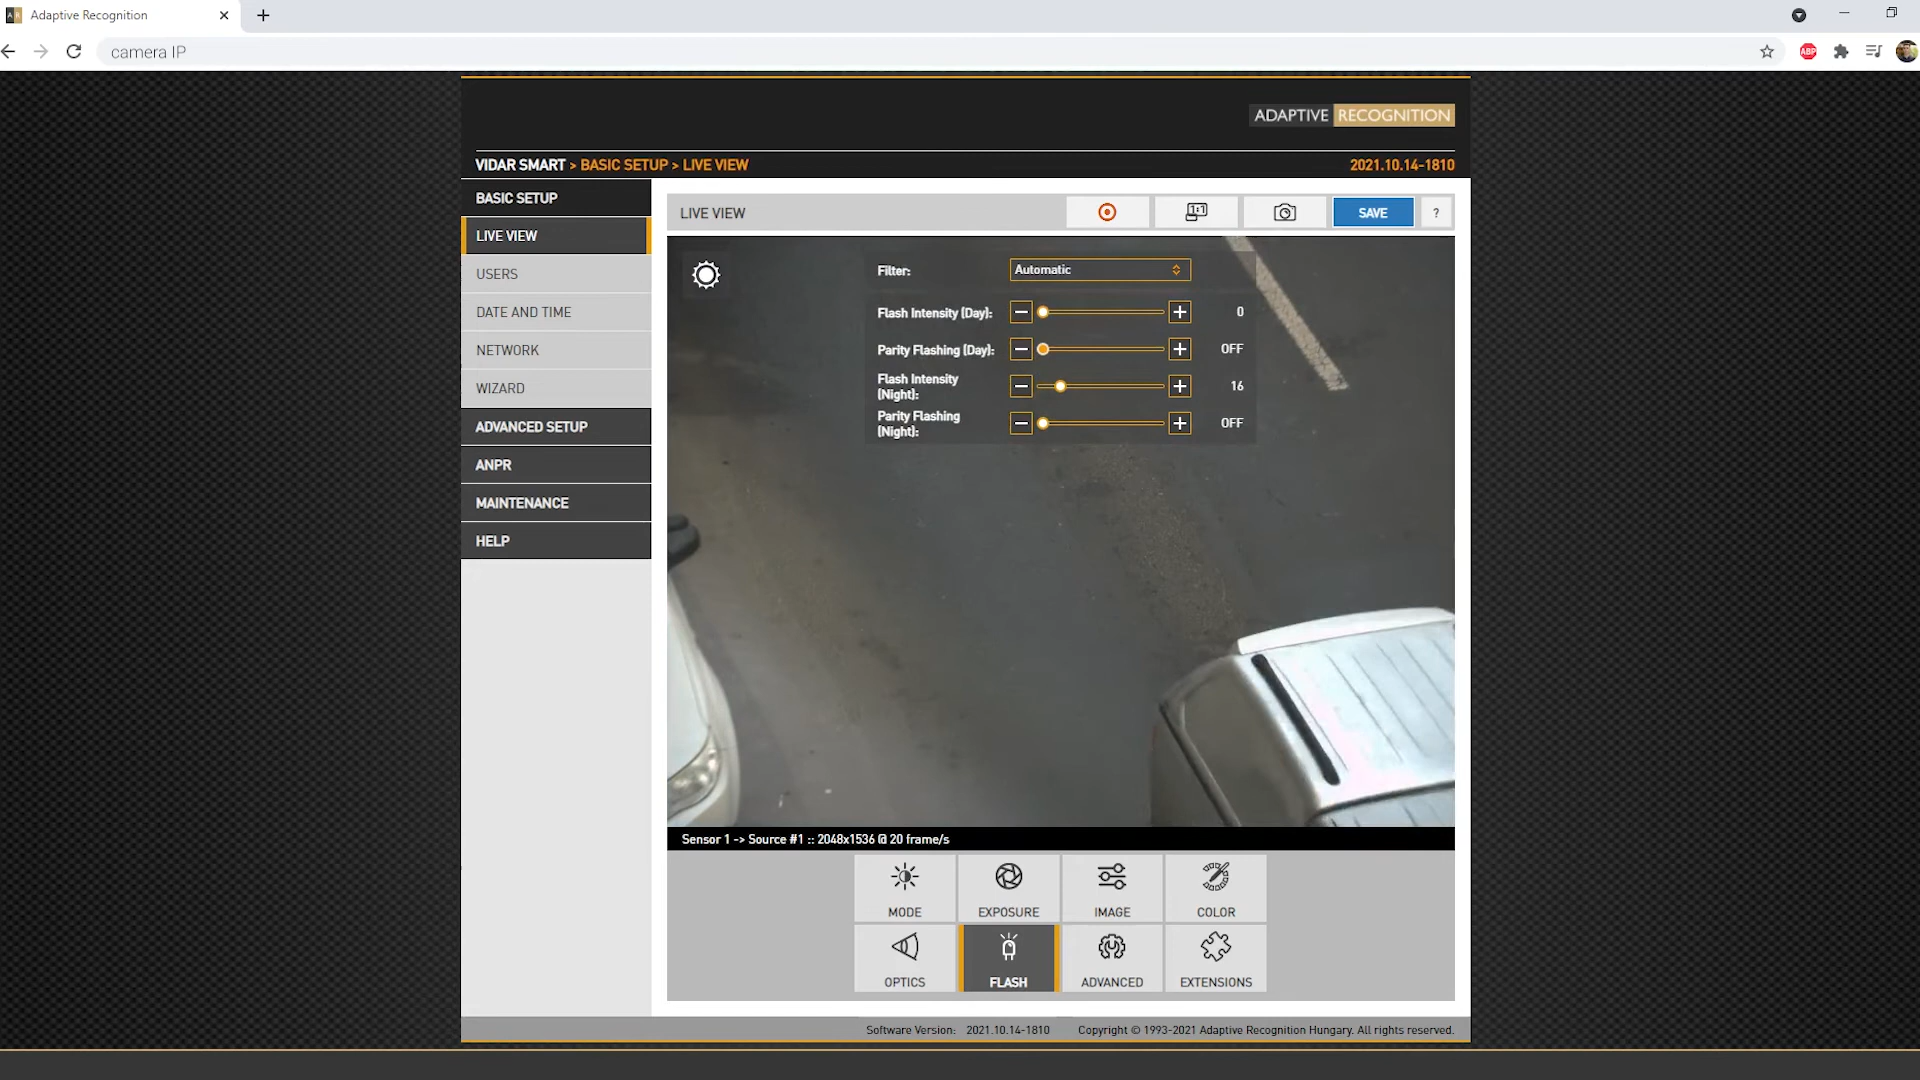 Adaptive Recognition
camera IP
ABP
ADAPTIVE RECOGNITION
VIDAR SMART > BASIC SETUP > LIVE VIEW
2021.10.14-1810
BASIC SETUP
LIVE VIEW
USERS
DATE AND TIME
NETWORK
WIZARD
ADVANCED SETUP
ANPR
MAINTENANCE
HELP
LIVE VIEW
1:1
SAVE
?
Filter: Automatic
Flash Intensity (Day): 0
Parity Flashing (Day): OFF
Flash Intensity
(Night): 16
Parity Flashing
(Night): OFF
Sensor 1 -> Source #1 :: 2048x1536 @ 20 frame/s
MODE EXPOSURE IMAGE COLOR
OPTICS FLASH ADVANCED EXTENSIONS
Software Version: 2021.10.14-1810 Copyright © 1993-2021 Adaptive Recognition Hungary. All rights reserved.